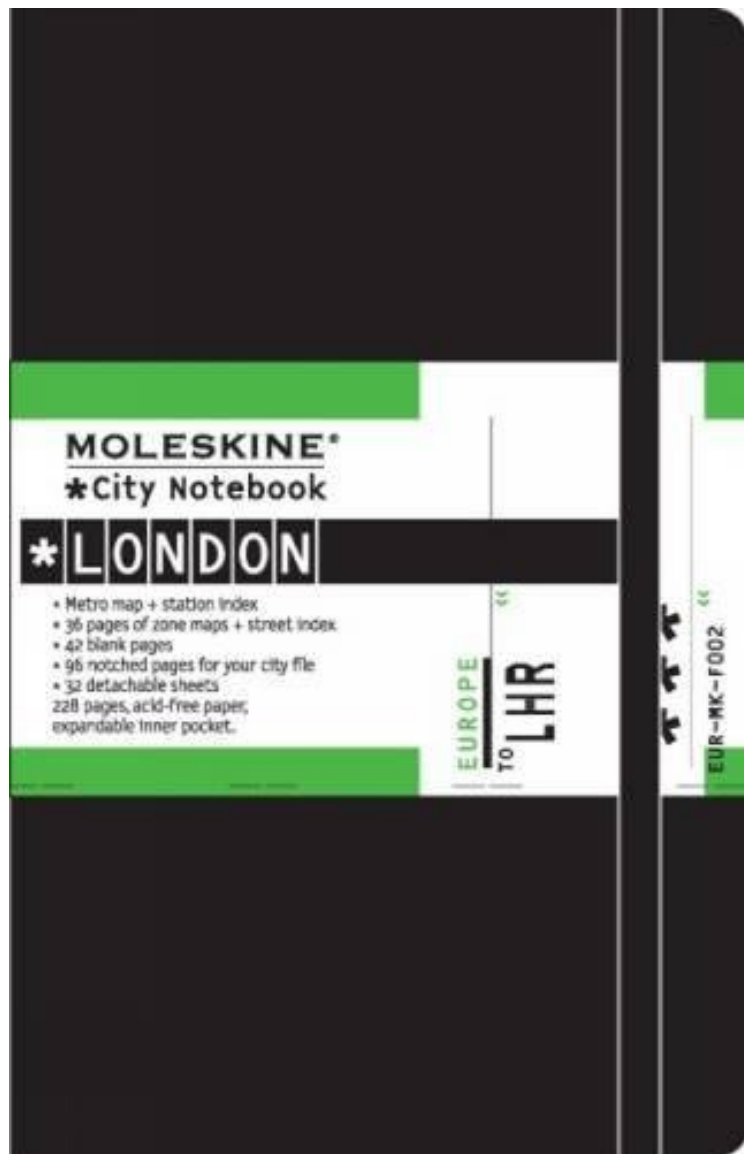 MOLESKINE®
*City Notebook
*LONDON
• Metro map + station index
• 36 pages of zone maps + street index
• 42 blank pages
• 96 notched pages for your city file
• 32 detachable sheets
228 pages, acid-free paper,
expandable inner pocket.
EUROPE
TO LHR
***
EUR-MK-F002